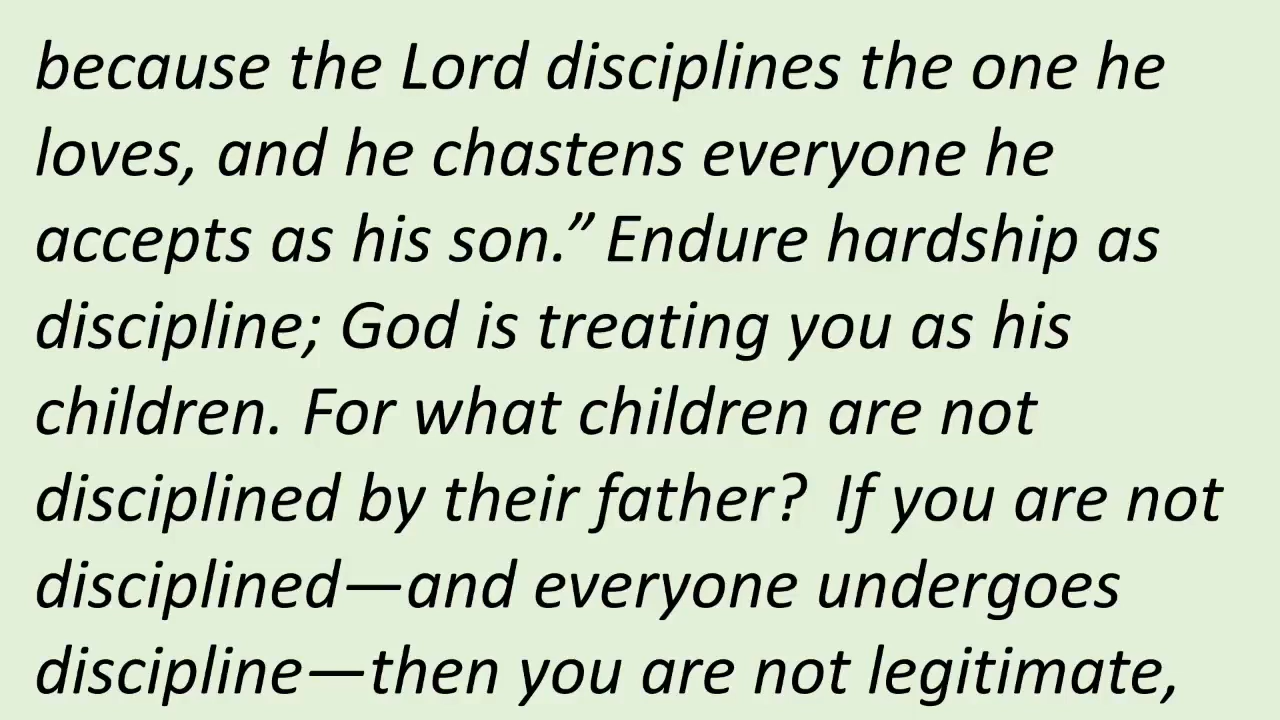 because the Lord disciplines the one he
loves, and he chastens everyone he
accepts as his son.” Endure hardship as
discipline; God is treating you as his
children. For what children are not
disciplined by their father?  If you are not
disciplined—and everyone undergoes
discipline—then you are not legitimate,